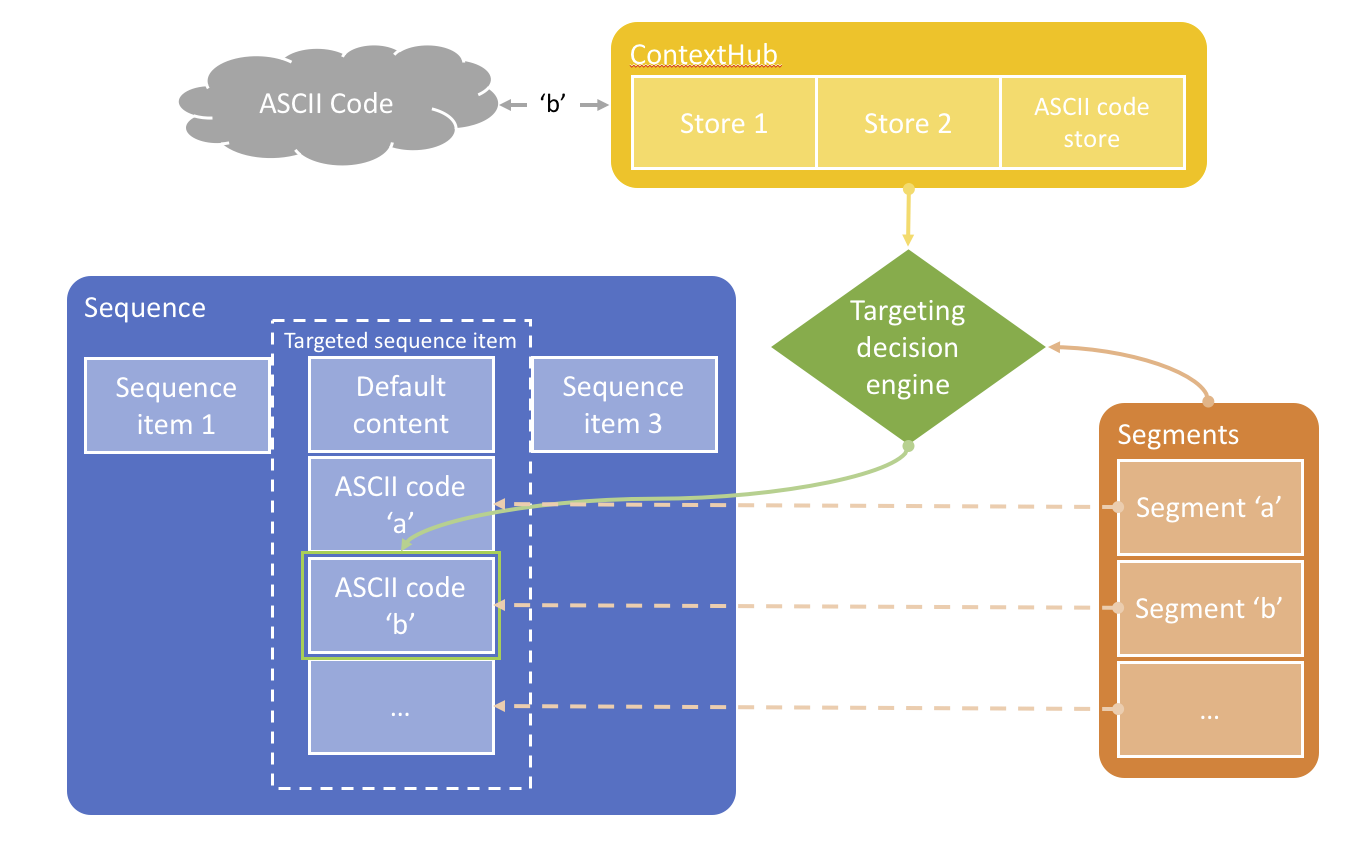 ContextHub
ASCII Code
‘b’
Store 1
Store 2
ASCII code
store
Targeting
decision
engine
Sequence
Targeted sequence item
Sequence
item 1
Default
content
Sequence
item 3
ASCII code
‘a’
ASCII code
‘b’
...
Segments
Segment ‘a’
Segment ‘b’
...